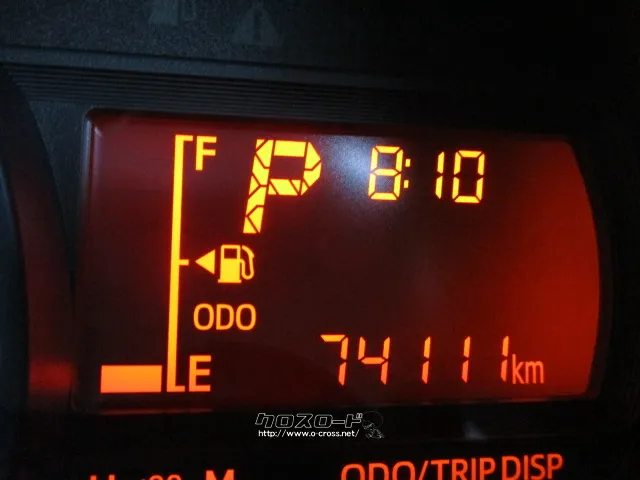 F
P
8:10
ODO
E
74111km
クロスロード
http://www.o-cross.net/
ODO/TRIP DISP